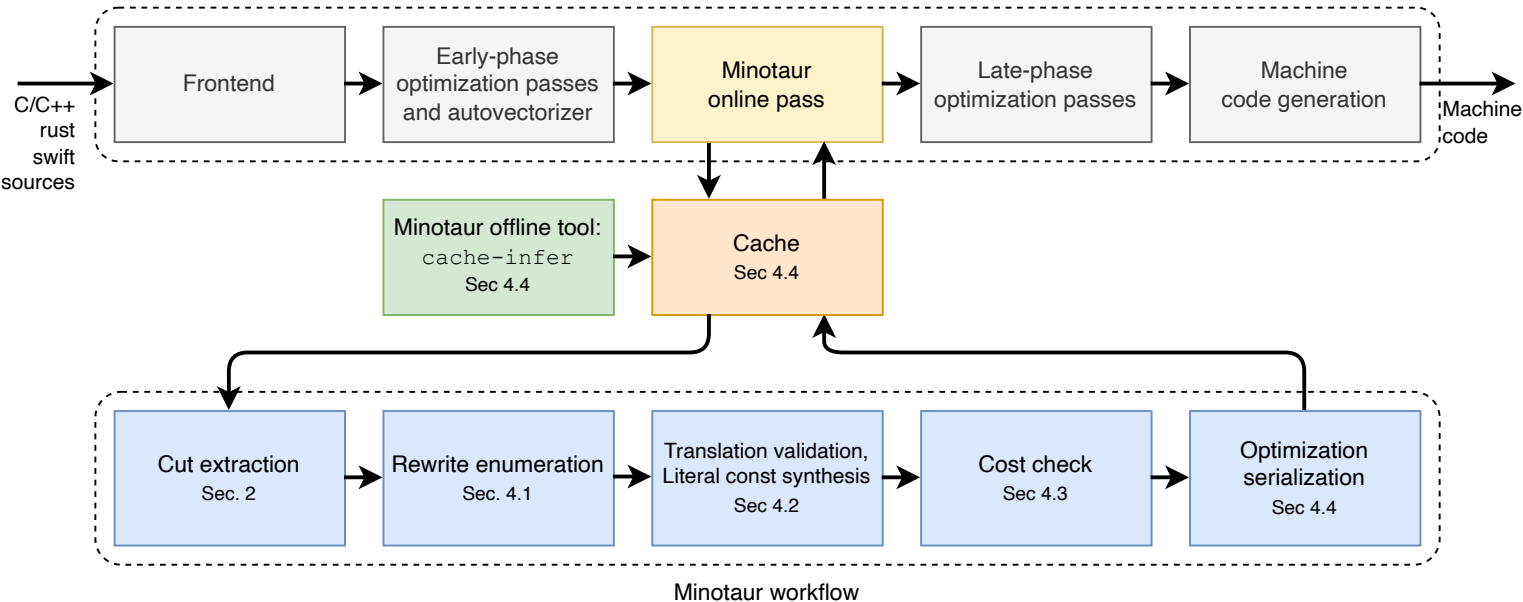 Frontend
Early-phase
optimization passes
and autovectorizer
Minotaur
online pass
Late-phase
optimization passes
Machine
code generation
C/C++
rust
swift
sources
Machine
code
Minotaur offline tool:
cache-infer
Sec 4.4
Cache
Sec 4.4
Cut extraction
Sec. 2
Rewrite enumeration
Sec. 4.1
Translation validation,
Literal const synthesis
Sec 4.2
Cost check
Sec 4.3
Optimization
serialization
Sec 4.4
Minotaur workflow